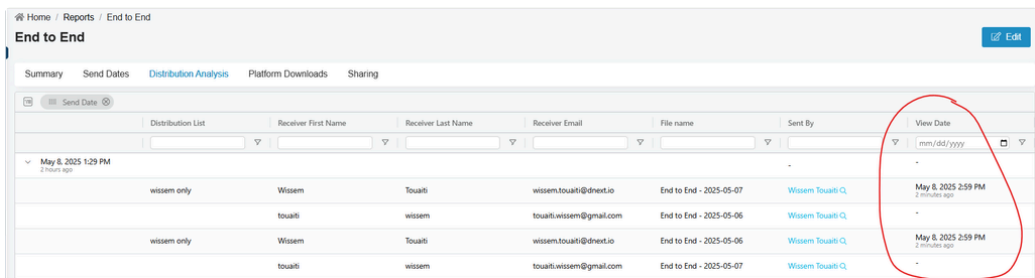 Home / Reports / End to End
End to End
Edit
Summary Send Dates Distribution Analysis Platform Downloads Sharing
Send Date
Distribution List Receiver First Name Receiver Last Name Receiver Email File name Sent By View Date
mm/dd/yyyy
May 8, 2025 1:29 PM - -
2 hours ago
wissem only Wissem Touaiti wissem.touaiti@dnext.io End to End - 2025-05-07 Wissem Touaiti May 8, 2025 2:59 PM
2 minutes ago
touaiti wissem touaiti.wissem@gmail.com End to End - 2025-05-06 Wissem Touaiti -
wissem only Wissem Touaiti wissem.touaiti@dnext.io End to End - 2025-05-06 Wissem Touaiti May 8, 2025 2:59 PM
2 minutes ago
touaiti wissem touaiti.wissem@gmail.com End to End - 2025-05-07 Wissem Touaiti -